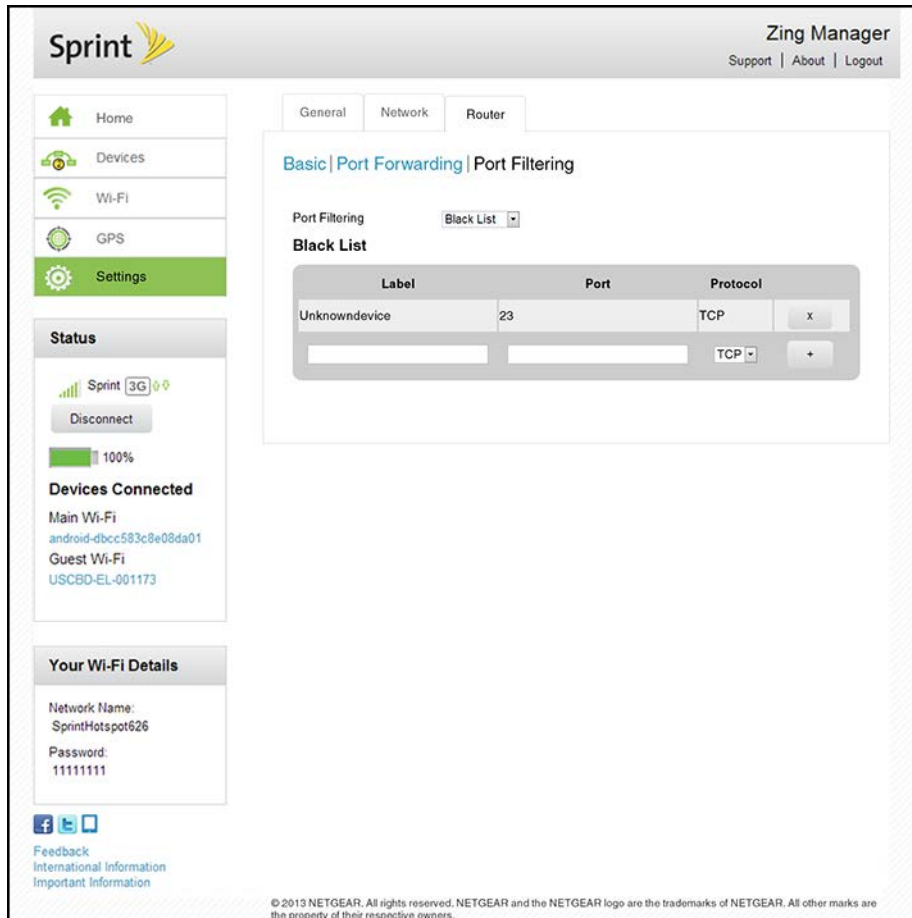 Sprint
Zing Manager
Support | About | Logout
Home
Devices
2
Wi-Fi
GPS
Settings
General
Network
Router
Basic | Port Forwarding | Port Filtering
Port Filtering
Black List
Black List
Label Port Protocol
Unknowndevice 23 TCP x
TCP +
Status
Sprint 3G
Disconnect
100%
Devices Connected
Main Wi-Fi
android-dbcc583c8e08da01
Guest Wi-Fi
USCBD-EL-001173
Your Wi-Fi Details
Network Name:
SprintHotspot626
Password:
11111111
Feedback
International Information
Important Information
© 2013 NETGEAR. All rights reserved. NETGEAR and the NETGEAR logo are the trademarks of NETGEAR. All other marks are
the property of their respective owners.